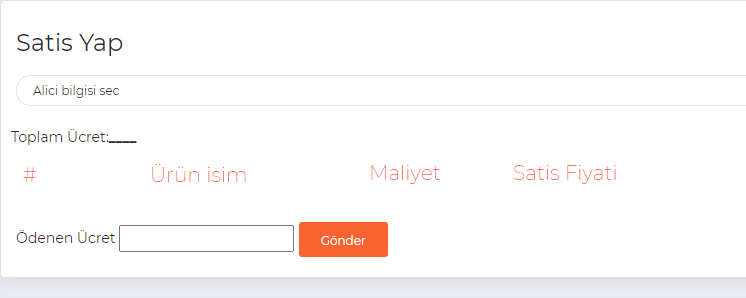 Satis Yap
Alici bilgisi sec
Toplam Ücret:____
# Ürün isim Maliyet Satis Fiyati
Ödenen Ücret Gönder